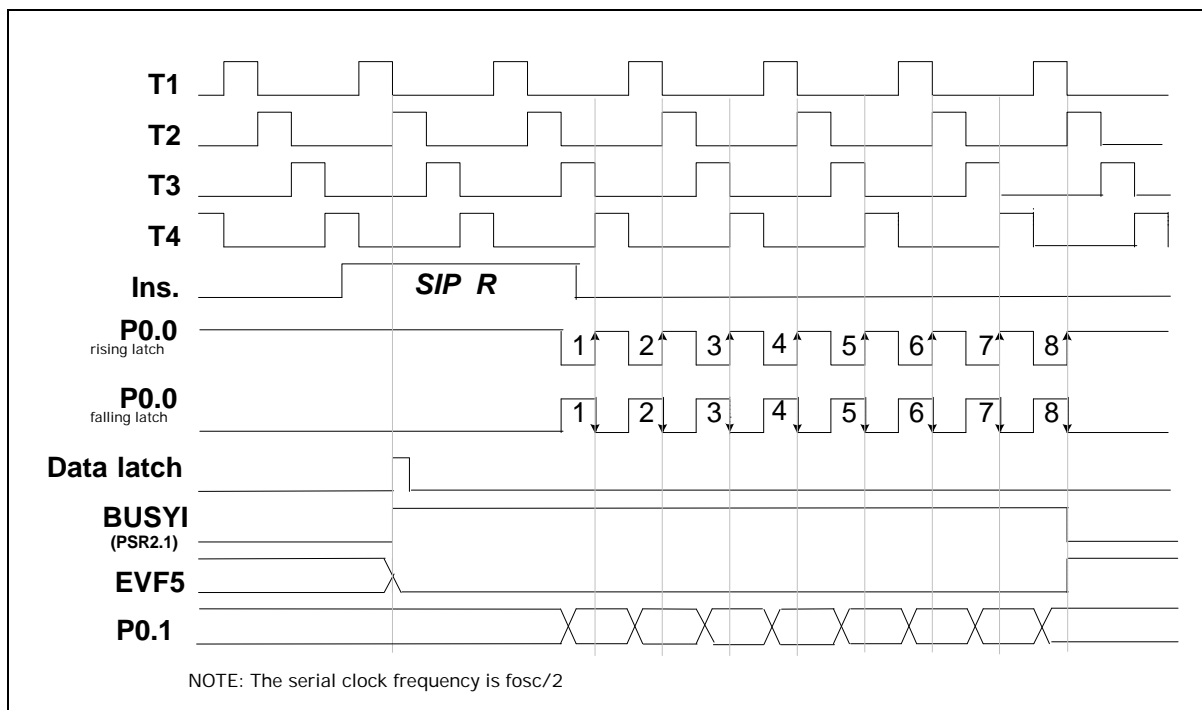 T1
T2
T3
T4
Ins.
SIP R
P0.0
rising latch
1 2 3 4 5 6 7 8
P0.0
falling latch
1 2 3 4 5 6 7 8
Data latch
BUSYI
(PSR2.1)
EVF5
P0.1
NOTE: The serial clock frequency is fosc/2